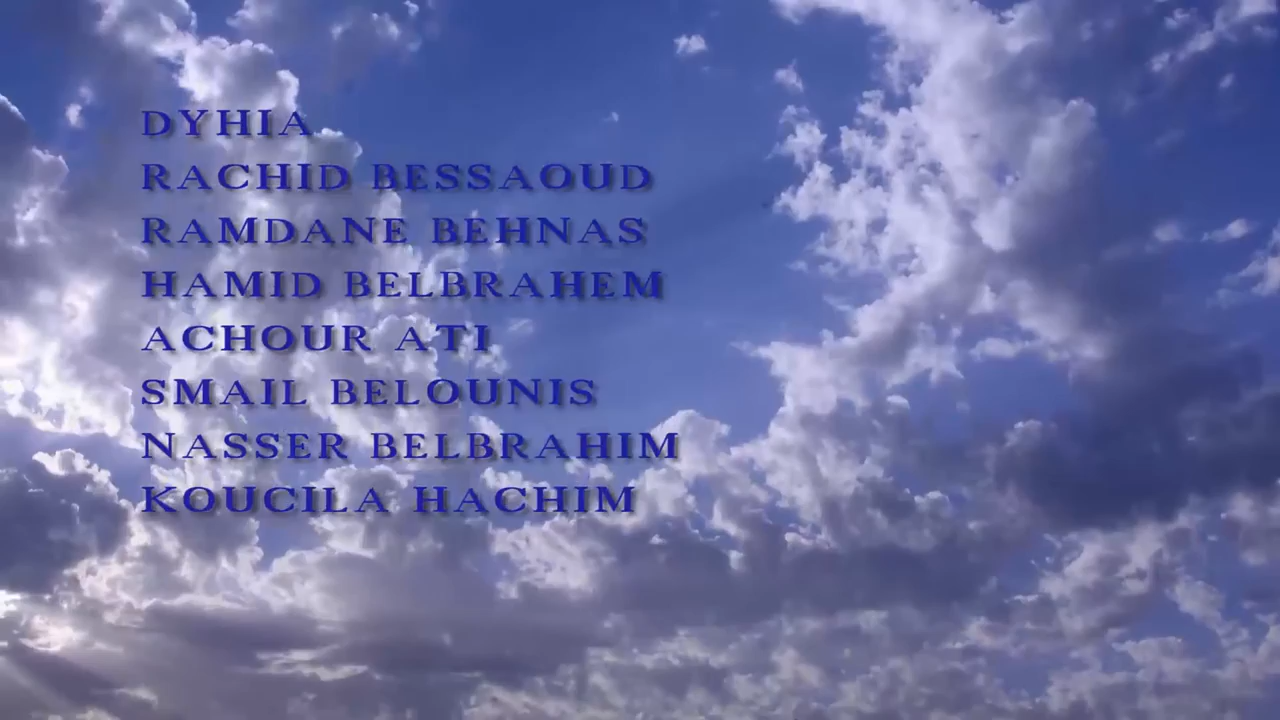 DYHIA
RACHID BESSAOUD
RAMDANE BEHNAS
HAMID BELBRAHEM
ACHOUR ATI
SMAIL BELOUNIS
NASSER BELBRAHIM
KOUCILA HACHIM